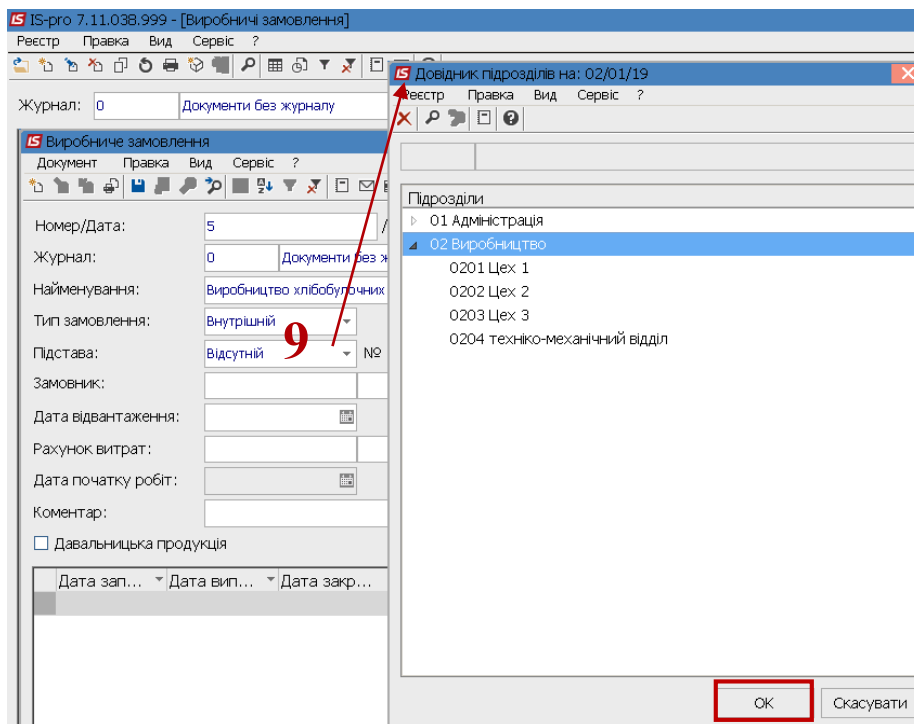 IS-pro 7.11.038.999 - [Виробничі замовлення]
Реєстр Правка Вид Сервіс ?
Журнал: 0 Документи без журналу
Виробниче замовлення
Документ Правка Вид Сервіс ?
Номер/Дата: 5 /
Журнал: 0 Документи без ж
Найменування: Виробництво хлібобулочних
Тип замовлення: Внутрішній
9
Підстава: Відсутній №
Замовник:
Дата відвантаження:
Рахунок витрат:
Дата початку робіт:
Коментар:
Давальницька продукція
Дата зап... Дата вип... Дата закр...
Довідник підрозділів на: 02/01/19
Реєстр Правка Вид Сервіс ?
Підрозділи
01 Адміністрація
02 Виробництво
0201 Цех 1
0202 Цех 2
0203 Цех 3
0204 техніко-механічний відділ
OK Скасувати